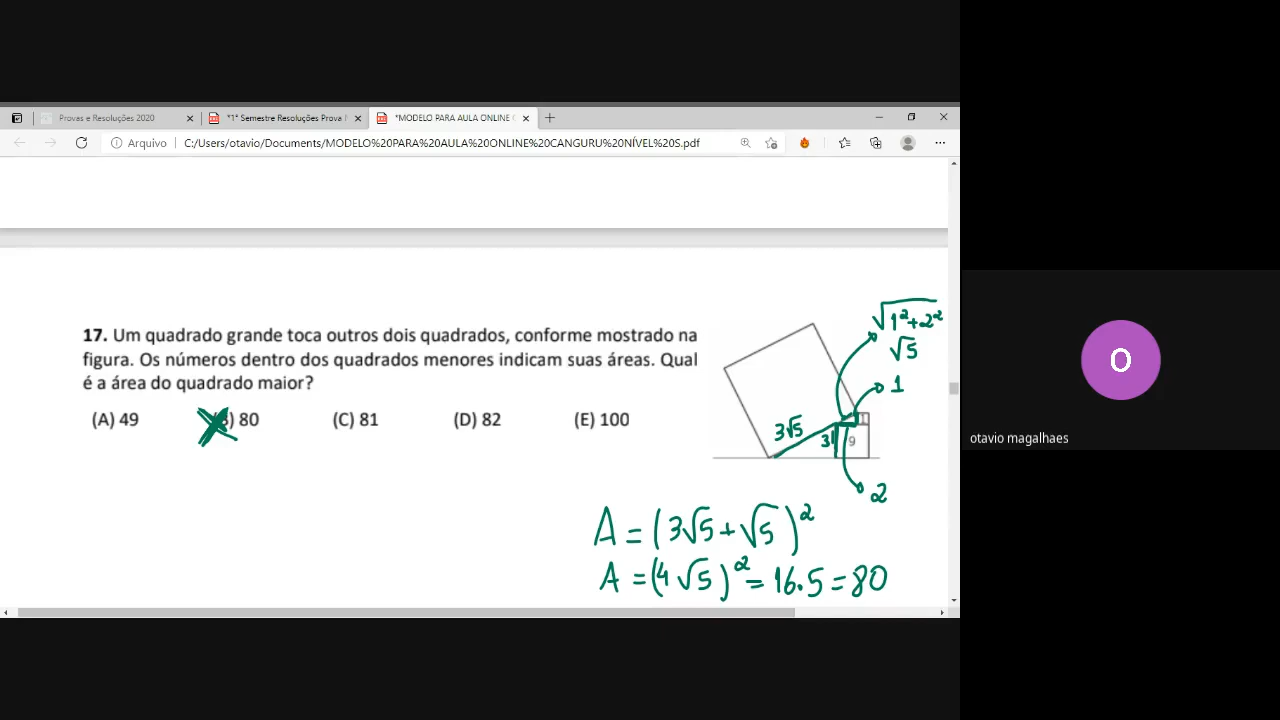 Provas e Resoluções 2020
*1° Semestre Resoluções Prova
*MODELO PARA AULA ONLINE
Arquivo
C:/Users/otavio/Documents/MODELO%20PARA%20AULA%20ONLINE%20CANGURU%20NÍVEL%20S.pdf
17. Um quadrado grande toca outros dois quadrados, conforme mostrado na
figura. Os números dentro dos quadrados menores indicam suas áreas. Qual
é a área do quadrado maior?
(A) 49
) 80
(C) 81
(D) 82
(E) 100
√1²+2²
√5
1
1
3√5
3
9
2
A = (3√5+√5)²
A = (4√5)² = 16.5 = 80
O
otavio magalhaes